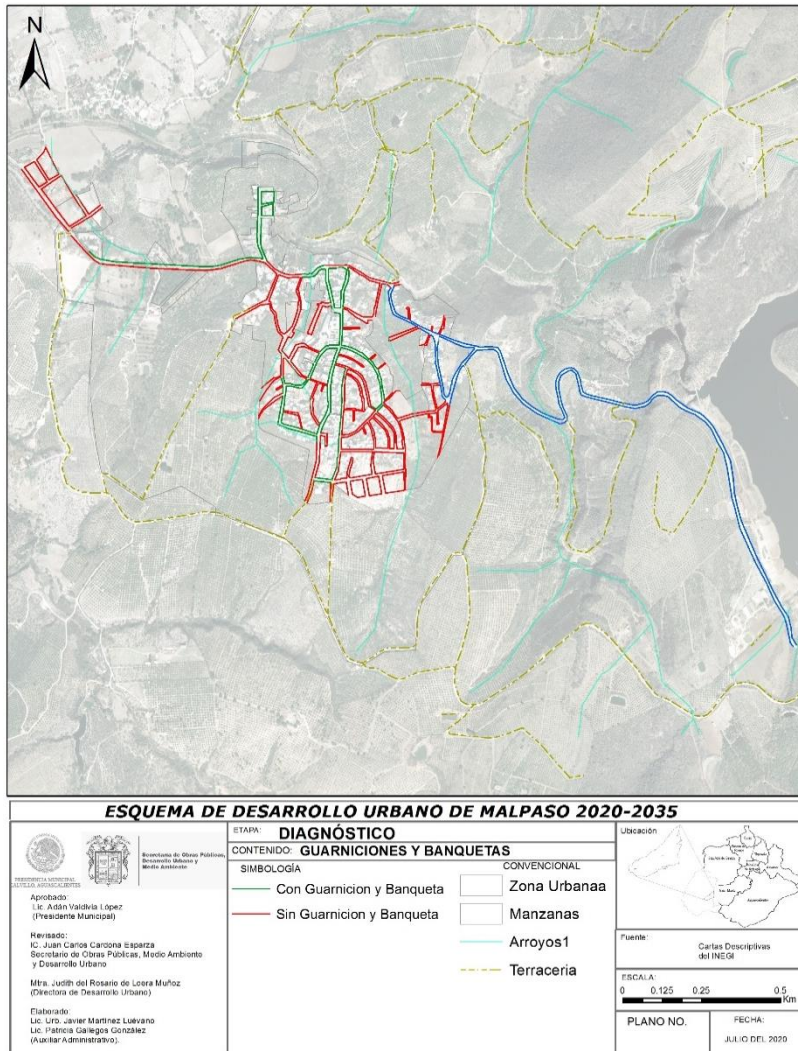 N
ESQUEMA DE DESARROLLO URBANO DE MALPASO 2020-2035
PRESIDENCIA MUNICIPAL
CALVILLO, AGUASCALIENTES
Secretaría de Obras Públicas,
Desarrollo Urbano y
Medio Ambiente
Aprobado:
Lic. Adán Valdivia López
(Presidente Municipal)
Revisado:
IC. Juan Carlos Cardona Esparza
Secretario de Obras Públicas, Medio Ambiente
y Desarrollo Urbano
Mtra. Judith del Rosario de Loera Muñoz
(Directora de Desarrollo Urbano)
Elaborado:
Lic. Urb. Javier Martínez Luévano
Lic. Patricia Gallegos González
(Auxiliar Administrativo).
ETAPA: DIAGNÓSTICO
CONTENIDO: GUARNICIONES Y BANQUETAS
SIMBOLOGÍA
Con Guarnicion y Banqueta
Sin Guarnicion y Banqueta
CONVENCIONAL
Zona Urbanaa
Manzanas
Arroyos1
Terraceria
Ubicación
Fuente:
Cartas Descriptivas
del INEGI
ESCALA:
0 0.125 0.25 0.5
Km
PLANO NO.
FECHA:
JULIO DEL 2020